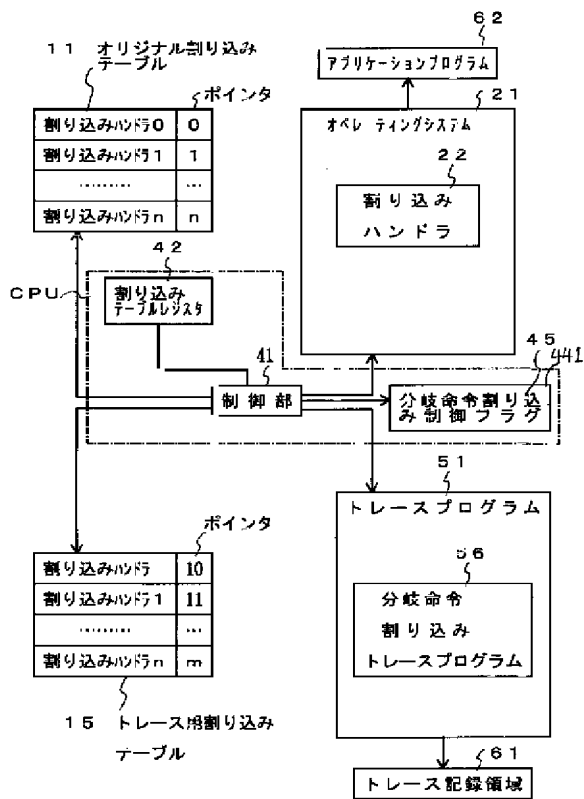 62
アプリケーションプログラム
11 オリジナル割り込み
テーブル
ポインタ
割り込みハンドラ0 0
割り込みハンドラ1 1
……… …
割り込みハンドラn n
21
オペレーティングシステム
22
割り込み
ハンドラ
CPU
42
割り込み
テーブルレジスタ
41
制御部
45
441
分岐命令割り込
み制御フラグ
51
トレースプログラム
56
分岐命令
割り込み
トレースプログラム
ポインタ
割り込みハンドラ 10
割り込みハンドラ1 11
……… …
割り込みハンドラn m
15 トレース用割り込み
テーブル
61
トレース記録領域